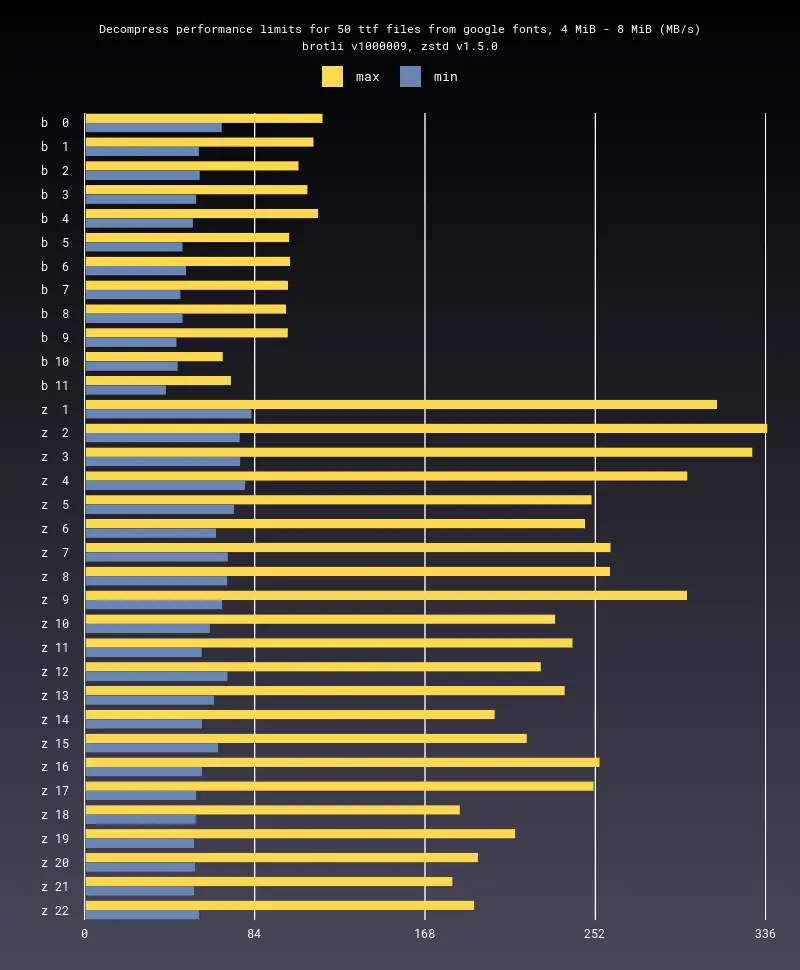 Decompress performance limits for 50 ttf files from google fonts, 4 MiB - 8 MiB (MB/s)
brotli v1000009, zstd v1.5.0
max min
b 0
b 1
b 2
b 3
b 4
b 5
b 6
b 7
b 8
b 9
b 10
b 11
z 1
z 2
z 3
z 4
z 5
z 6
z 7
z 8
z 9
z 10
z 11
z 12
z 13
z 14
z 15
z 16
z 17
z 18
z 19
z 20
z 21
z 22
0 84 168 252 336